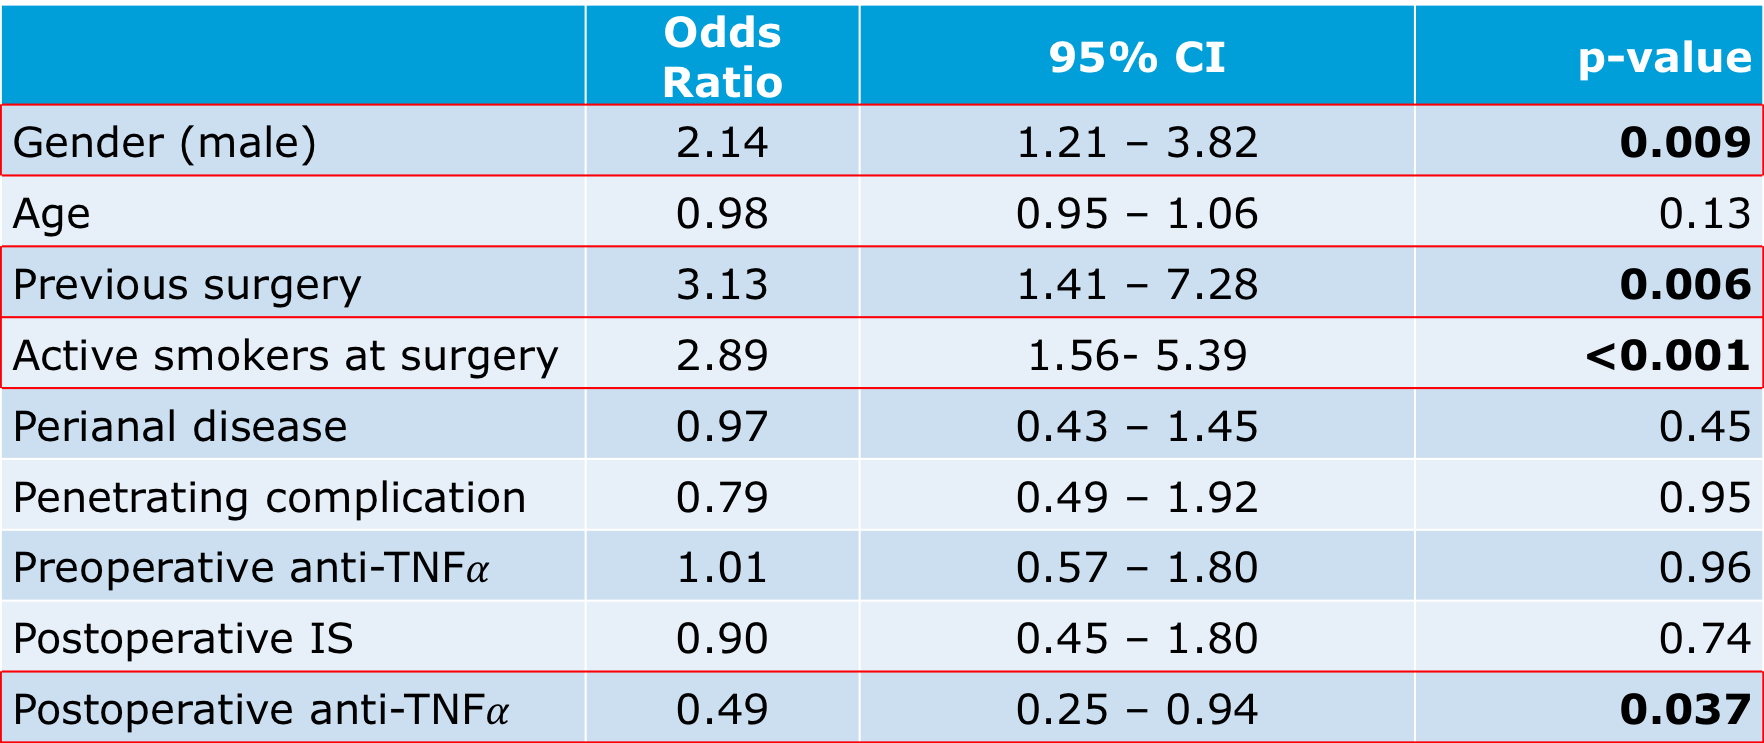 Odds Ratio 95% CI p-value
Gender (male) 2.14 1.21 – 3.82 0.009
Age 0.98 0.95 – 1.06 0.13
Previous surgery 3.13 1.41 – 7.28 0.006
Active smokers at surgery 2.89 1.56- 5.39 <0.001
Perianal disease 0.97 0.43 – 1.45 0.45
Penetrating complication 0.79 0.49 – 1.92 0.95
Preoperative anti-TNFα 1.01 0.57 – 1.80 0.96
Postoperative IS 0.90 0.45 – 1.80 0.74
Postoperative anti-TNFα 0.49 0.25 – 0.94 0.037